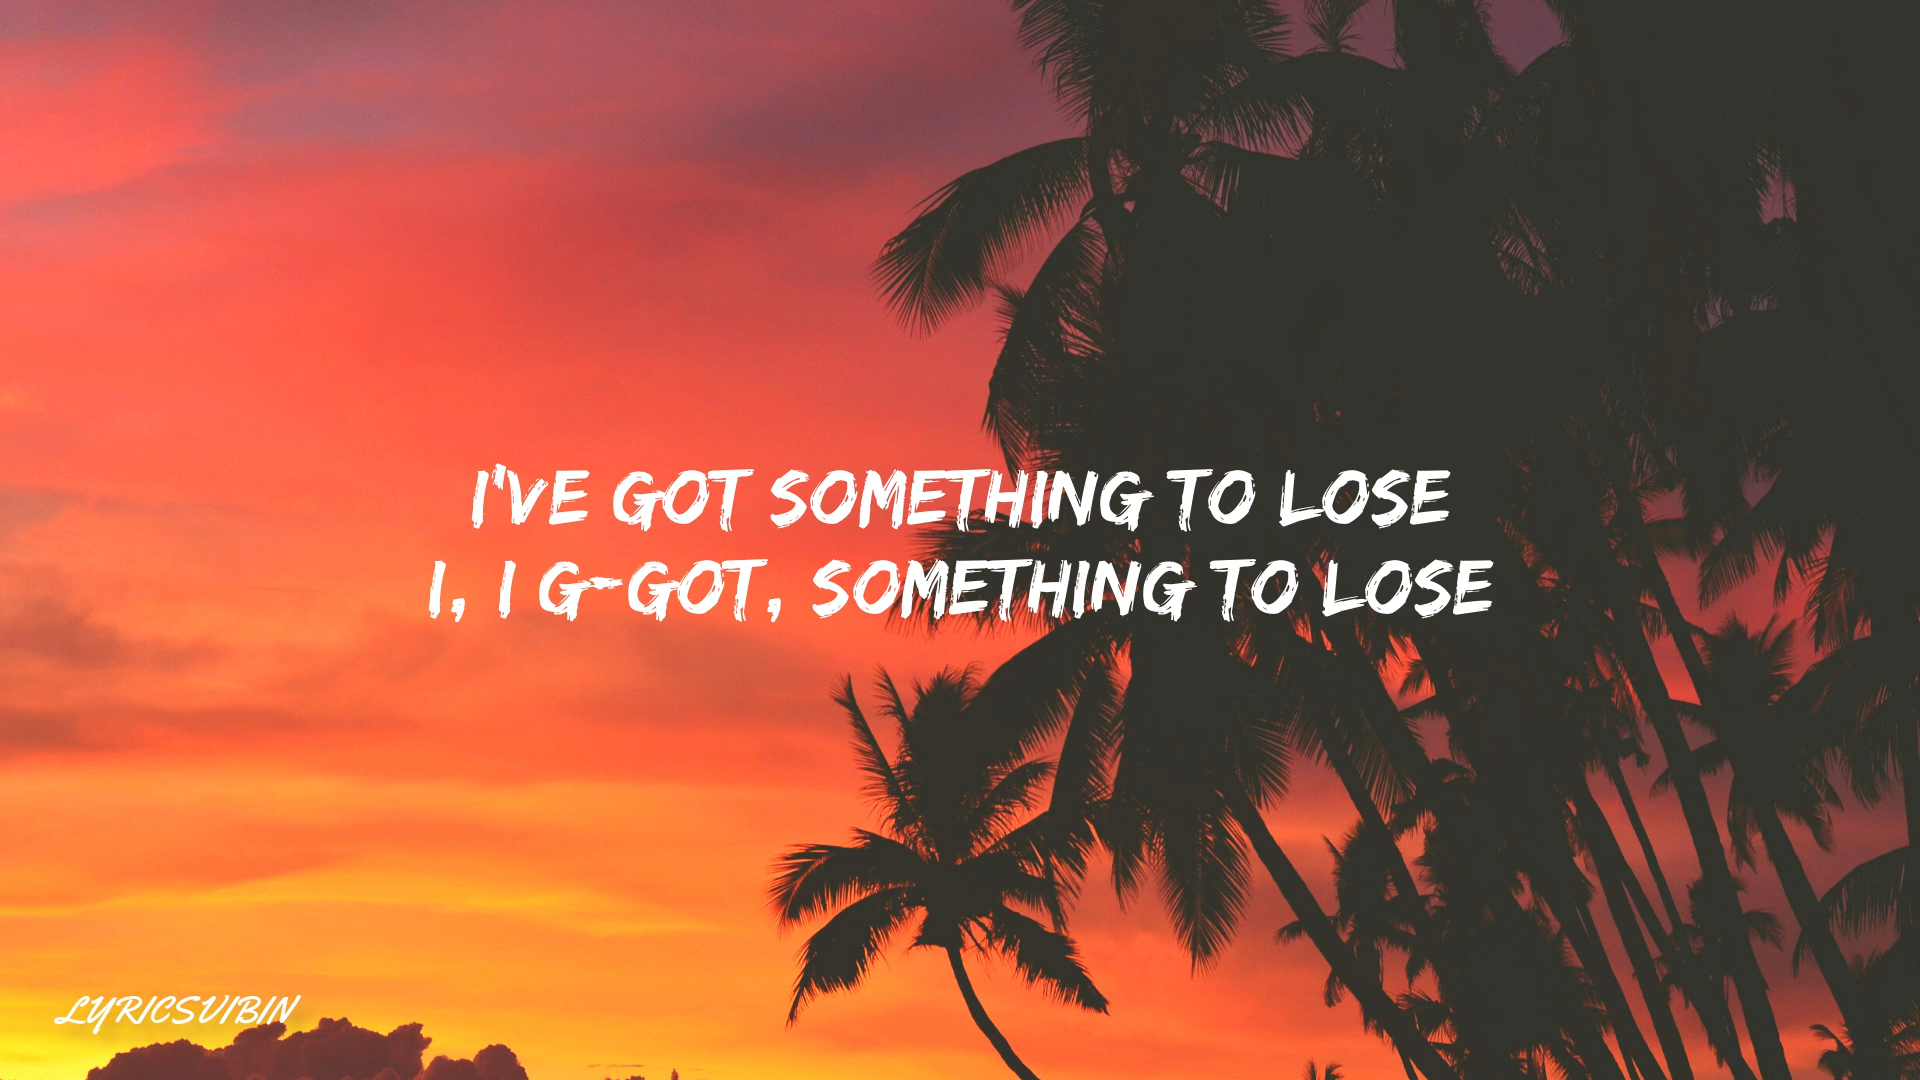 I'VE GOT SOMETHING TO LOSE
I, I G-GOT, SOMETHING TO LOSE
LYRICSVIBIN